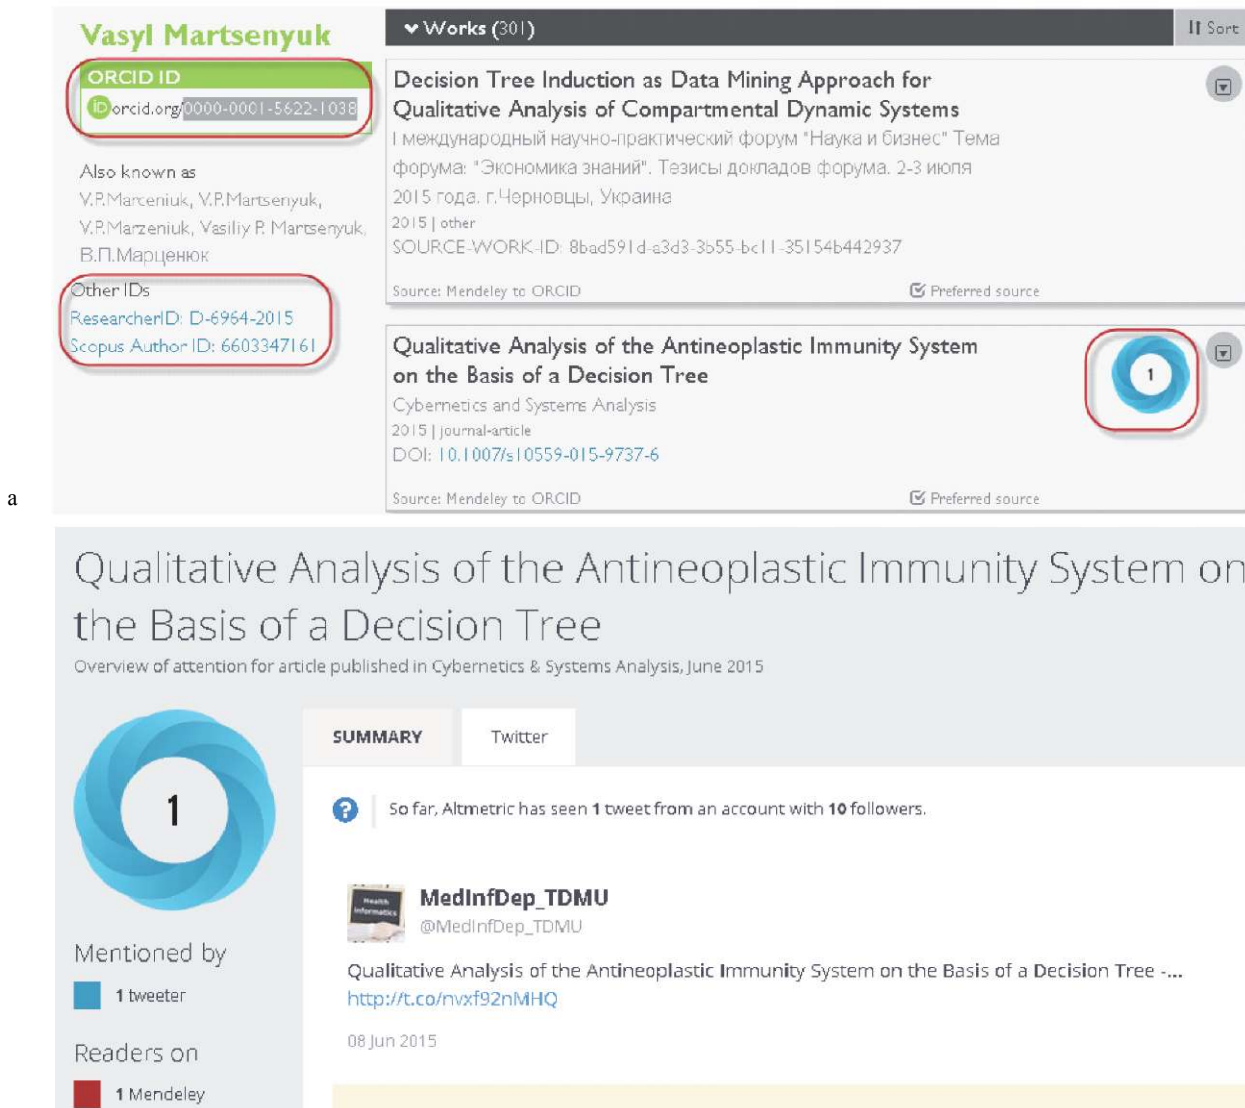 Vasyl Martsenyuk
ORCID ID
iD orcid.org/0000-0001-5622-1038
Also known as
V.P.Marceniuk, V.P.Martsenyuk,
V.P.Marzeniuk, Vasiliy P. Martsenyuk,
В.П.Марценюк
Other IDs
ResearcherID: D-6964-2015
Scopus Author ID: 6603347161
Works (301)
Sort
Decision Tree Induction as Data Mining Approach for
Qualitative Analysis of Compartmental Dynamic Systems
I международный научно-практический форум "Наука и бизнес" Тема
форума: "Экономика знаний". Тезисы докладов форума. 2-3 июля
2015 года. г.Черновцы, Украина
2015 | other
SOURCE-WORK-ID: 8bad591d-a3d3-3b55-bc11-35154b442937
Source: Mendeley to ORCID
Preferred source
Qualitative Analysis of the Antineoplastic Immunity System
on the Basis of a Decision Tree
1
Cybernetics and Systems Analysis
2015 | journal-article
DOI: 10.1007/s10559-015-9737-6
Source: Mendeley to ORCID
Preferred source
a
Qualitative Analysis of the Antineoplastic Immunity System on
the Basis of a Decision Tree
Overview of attention for article published in Cybernetics & Systems Analysis, June 2015
1
SUMMARY
Twitter
? So far, Altmetric has seen 1 tweet from an account with 10 followers.
Health
Informatics
MedInfDep_TDMU
@MedInfDep_TDMU
Qualitative Analysis of the Antineoplastic Immunity System on the Basis of a Decision Tree -...
http://t.co/nvxf92nMHQ
08 Jun 2015
Mentioned by
1 tweeter
Readers on
1 Mendeley